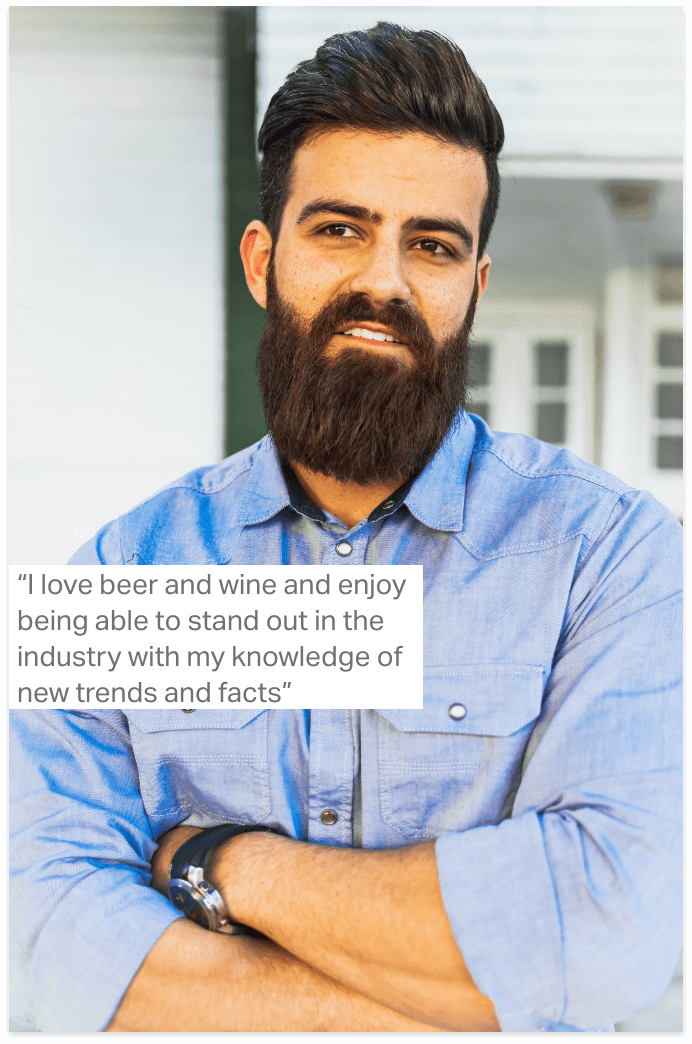 “I love beer and wine and enjoy
being able to stand out in the
industry with my knowledge of
new trends and facts”